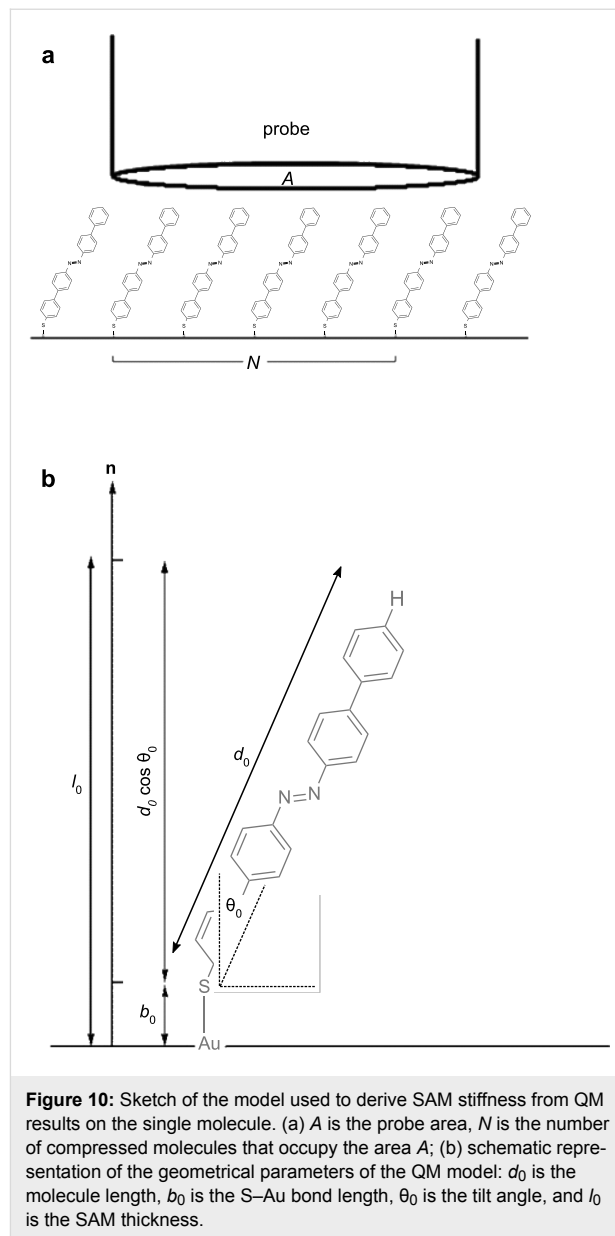 a
probe
A
N=N N=N N=N N=N N=N N=N N=N
S S S S S S S
N
b
n
H
l₀
d₀ cos θ₀
d₀
N=N
θ₀
S
b₀
Au
Figure 10: Sketch of the model used to derive SAM stiffness from QM
results on the single molecule. (a) A is the probe area, N is the number
of compressed molecules that occupy the area A; (b) schematic repre-
sentation of the geometrical parameters of the QM model: d₀ is the
molecule length, b₀ is the S–Au bond length, θ₀ is the tilt angle, and l₀
is the SAM thickness.